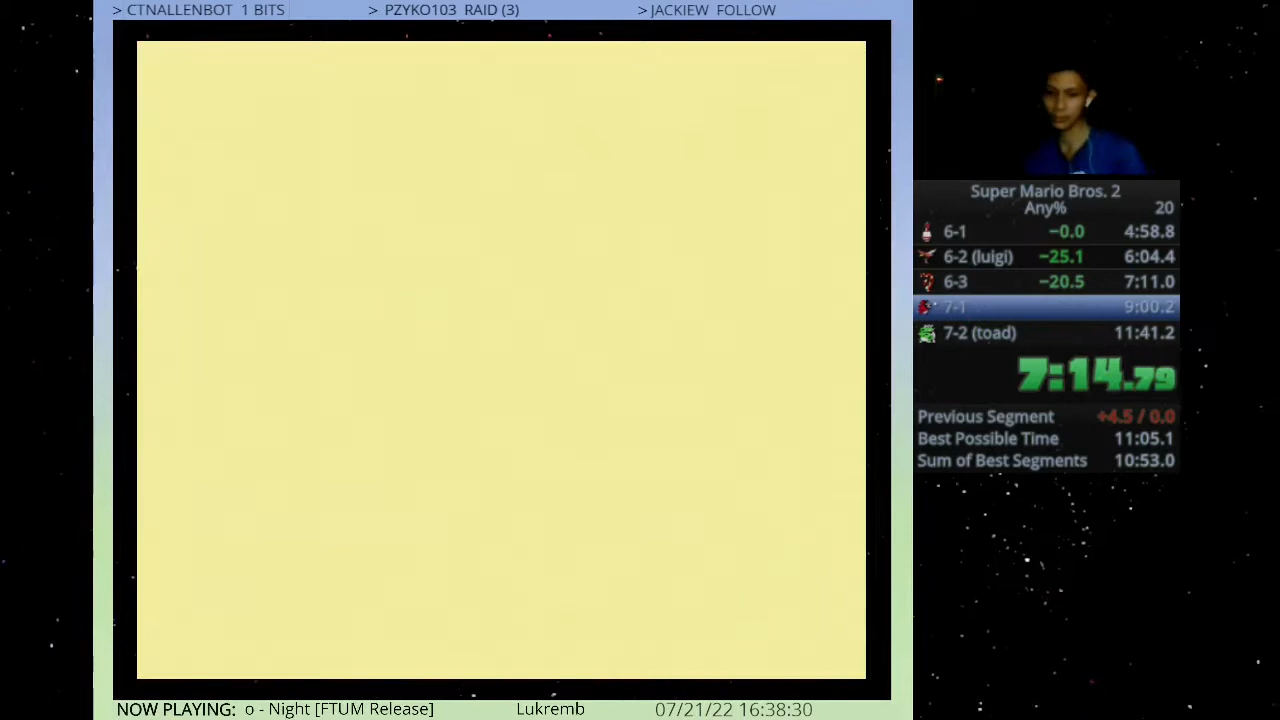 > CTNALLENBOT 1 BITS > PZYKO103 RAID (3) > JACKIEW FOLLOW
Super Mario Bros. 2
Any% 20
6-1 −0.0 4:58.8
6-2 (luigi) −25.1 6:04.4
6-3 −20.5 7:11.0
7-1 9:00.2
7-2 (toad) 11:41.2
7:14.79
Previous Segment +4.5 / 0.0
Best Possible Time 11:05.1
Sum of Best Segments 10:53.0
NOW PLAYING: o - Night [FTUM Release] Lukremb 07/21/22 16:38:30